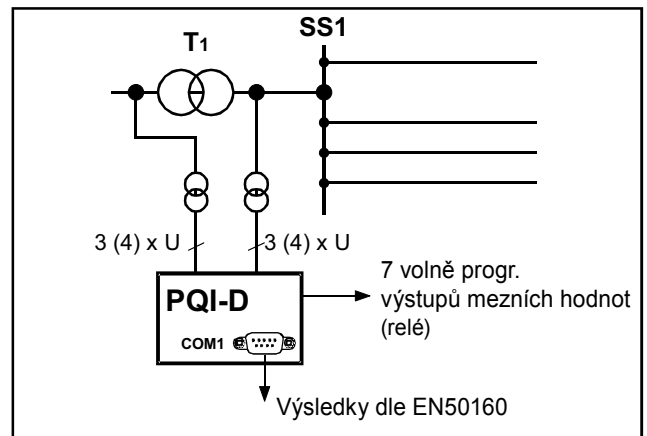 SS1
T1
3 (4) x U
3 (4) x U
PQI-D
COM1
7 volně progr.
výstupů mezních hodnot
(relé)
Výsledky dle EN50160